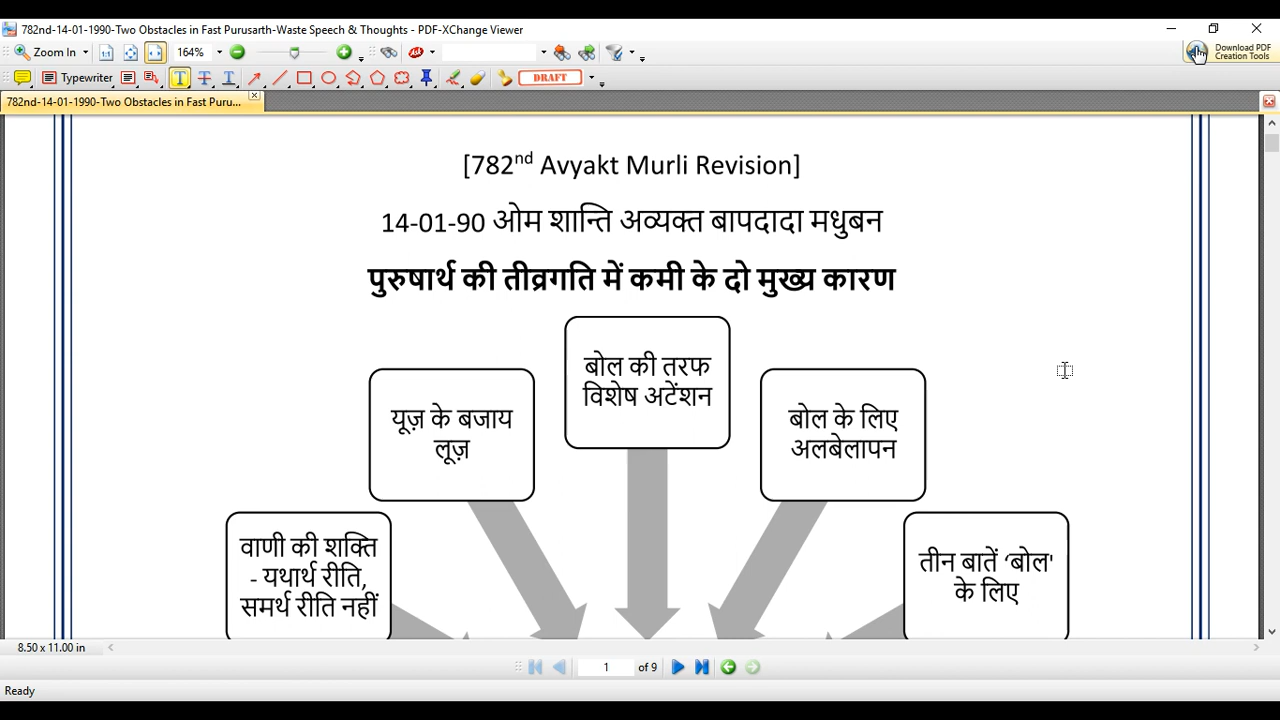 782nd-14-01-1990-Two Obstacles in Fast Purusarth-Waste Speech & Thoughts - PDF-XChange Viewer
Zoom In
164%
Download PDF
Creation Tools
Typewriter
DRAFT
782nd-14-01-1990-Two Obstacles in Fast Puru...
[782nd Avyakt Murli Revision]
14-01-90 ओम शान्ति अव्यक्त बापदादा मधुबन
पुरुषार्थ की तीव्रगति में कमी के दो मुख्य कारण
बोल की तरफ
विशेष अटेंशन
यूज़ के बजाय
लूज़
बोल के लिए
अलबेलापन
वाणी की शक्ति
- यथार्थ रीति,
समर्थ रीति नहीं
तीन बातें ‘बोल'
के लिए
8.50 x 11.00 in
1 of 9
Ready